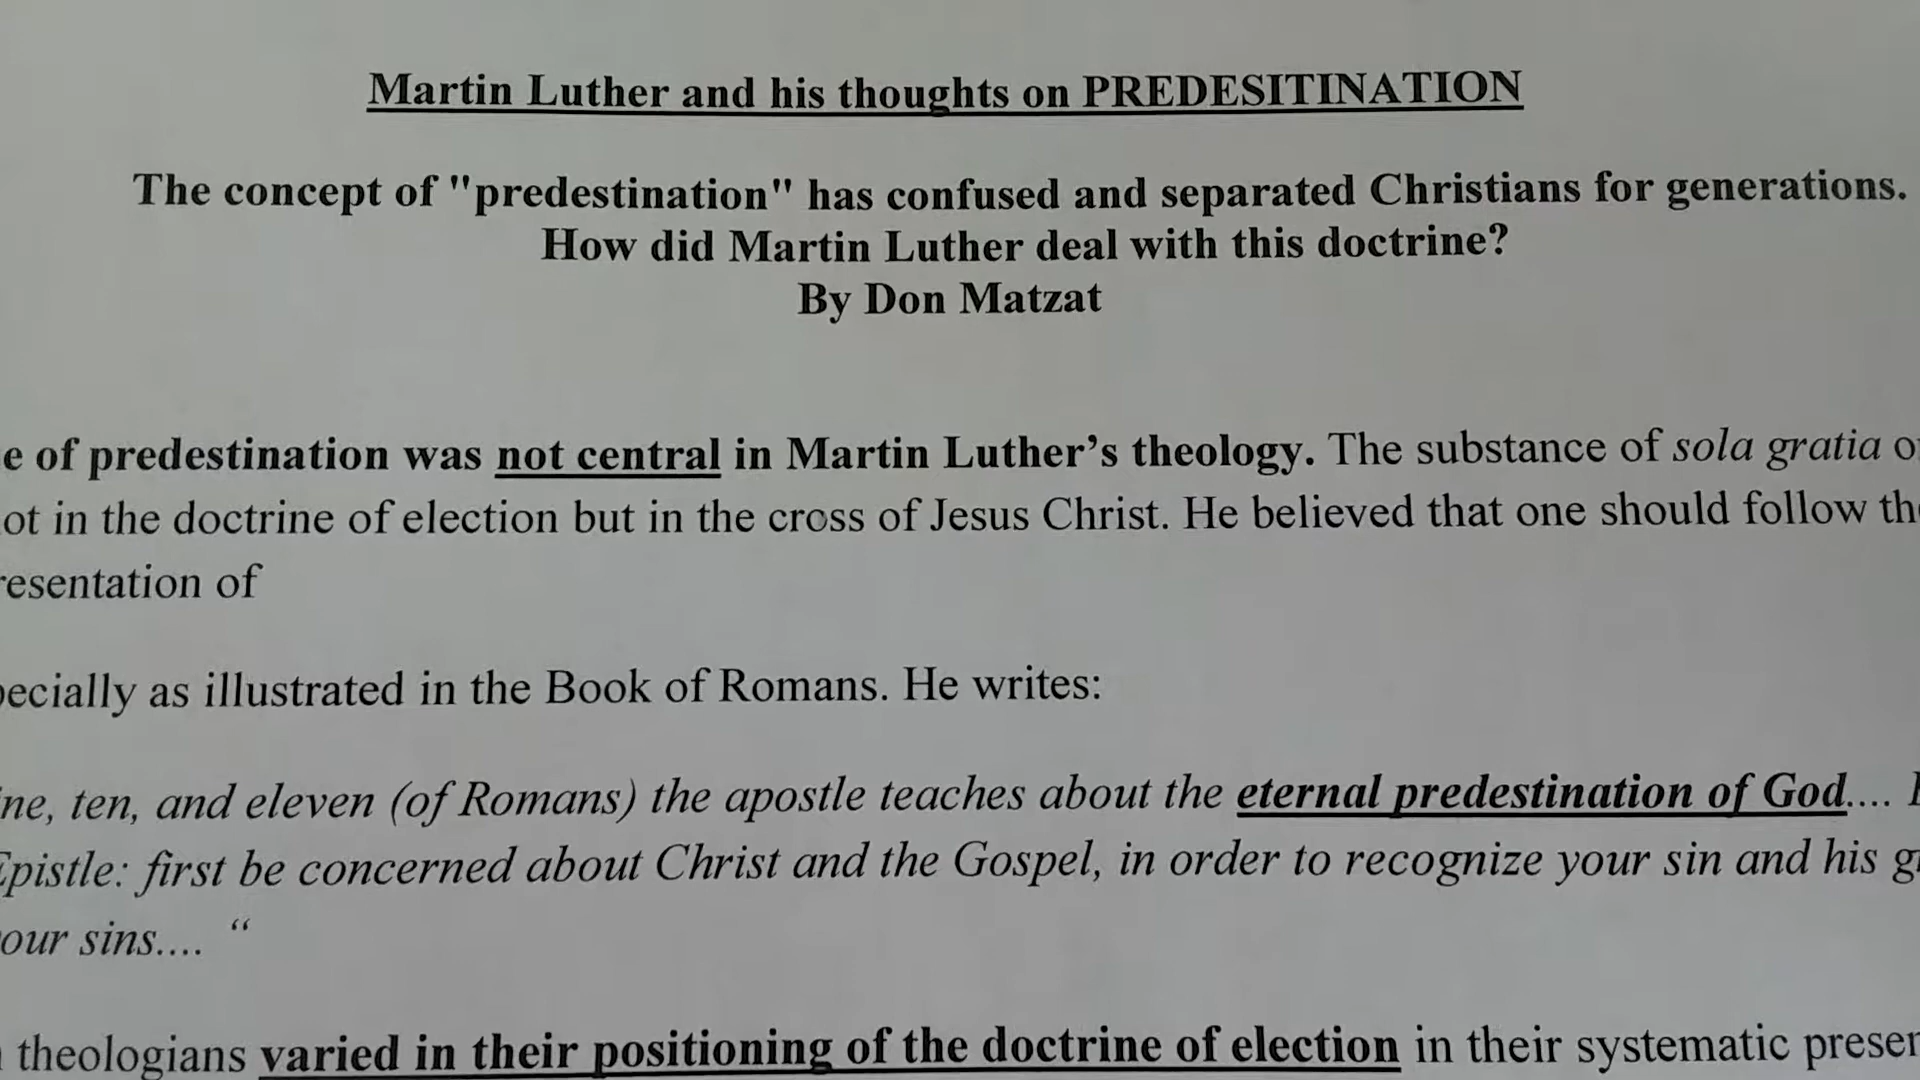 Martin Luther and his thoughts on PREDESITINATION
The concept of "predestination" has confused and separated Christians for generations.
How did Martin Luther deal with this doctrine?
By Don Matzat
e of predestination was not central in Martin Luther’s theology. The substance of sola gratia
ot in the doctrine of election but in the cross of Jesus Christ. He believed that one should follow
resentation of
pecially as illustrated in the Book of Romans. He writes:
ne, ten, and eleven (of Romans) the apostle teaches about the eternal predestination of God....
Epistle: first be concerned about Christ and the Gospel, in order to recognize your sin and his
our sins.... “
theologians varied in their positioning of the doctrine of election in their systematic